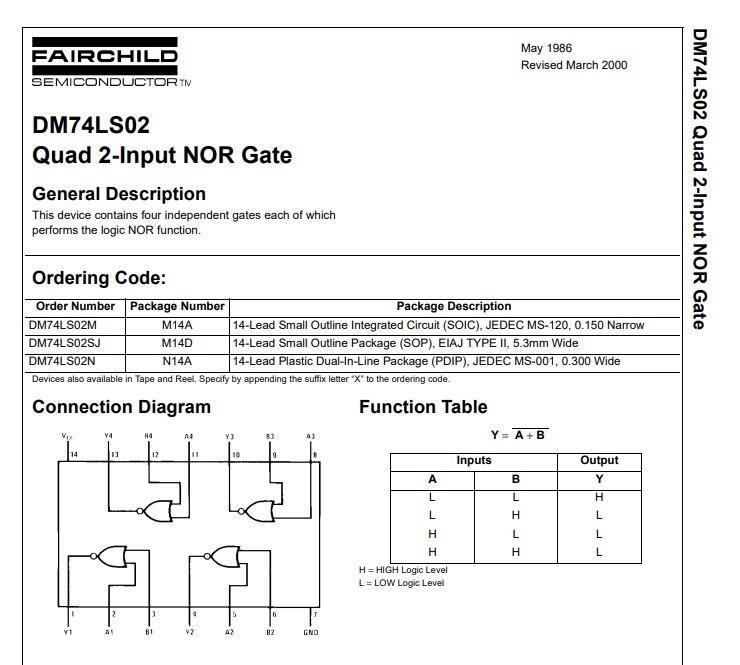 FAIRCHILD
SEMICONDUCTOR™
May 1986
Revised March 2000
DM74LS02
Quad 2-Input NOR Gate
General Description
This device contains four independent gates each of which
performs the logic NOR function.
Ordering Code:
Order Number Package Number Package Description
DM74LS02M M14A 14-Lead Small Outline Integrated Circuit (SOIC), JEDEC MS-120, 0.150 Narrow
DM74LS02SJ M14D 14-Lead Small Outline Package (SOP), EIAJ TYPE II, 5.3mm Wide
DM74LS02N N14A 14-Lead Plastic Dual-In-Line Package (PDIP), JEDEC MS-001, 0.300 Wide
Devices also available in Tape and Reel. Specify by appending the suffix letter “X” to the ordering code.
Connection Diagram
VCC Y4 B4 A4 Y3 B3 A3
14 13 12 11 10 9 8
1 2 3 4 5 6 7
Y1 A1 B1 Y2 A2 B2 GND
Function Table
Y = A + B
Inputs Output
A B Y
L L H
L H L
H L L
H H L
H = HIGH Logic Level
L = LOW Logic Level
DM74LS02 Quad 2-Input NOR Gate